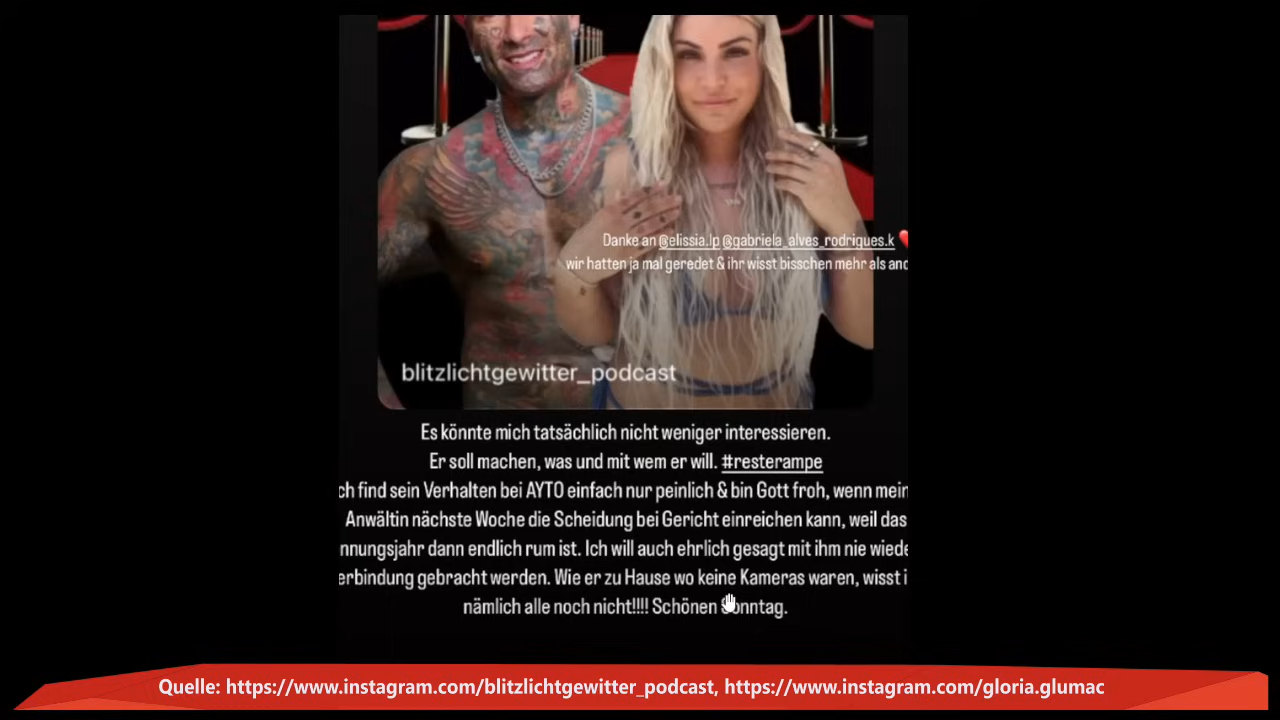 Danke an @elissia.lp @gabriela_alves_rodrigues.k
wir hatten ja mal geredet & ihr wisst bisschen mehr als and
blitzlichtgewitter_podcast
Es könnte mich tatsächlich nicht weniger interessieren.
Er soll machen, was und mit wem er will. #resterampe
ch find sein Verhalten bei AYTO einfach nur peinlich & bin Gott froh, wenn mein
Anwältin nächste Woche die Scheidung bei Gericht einreichen kann, weil das
nnungsjahr dann endlich rum ist. Ich will auch ehrlich gesagt mit ihm nie wiede
erbindung gebracht werden. Wie er zu Hause wo keine Kameras waren, wisst i
nämlich alle noch nicht!!!! Schönen Sonntag.
Quelle: https://www.instagram.com/blitzlichtgewitter_podcast, https://www.instagram.com/gloria.glumac